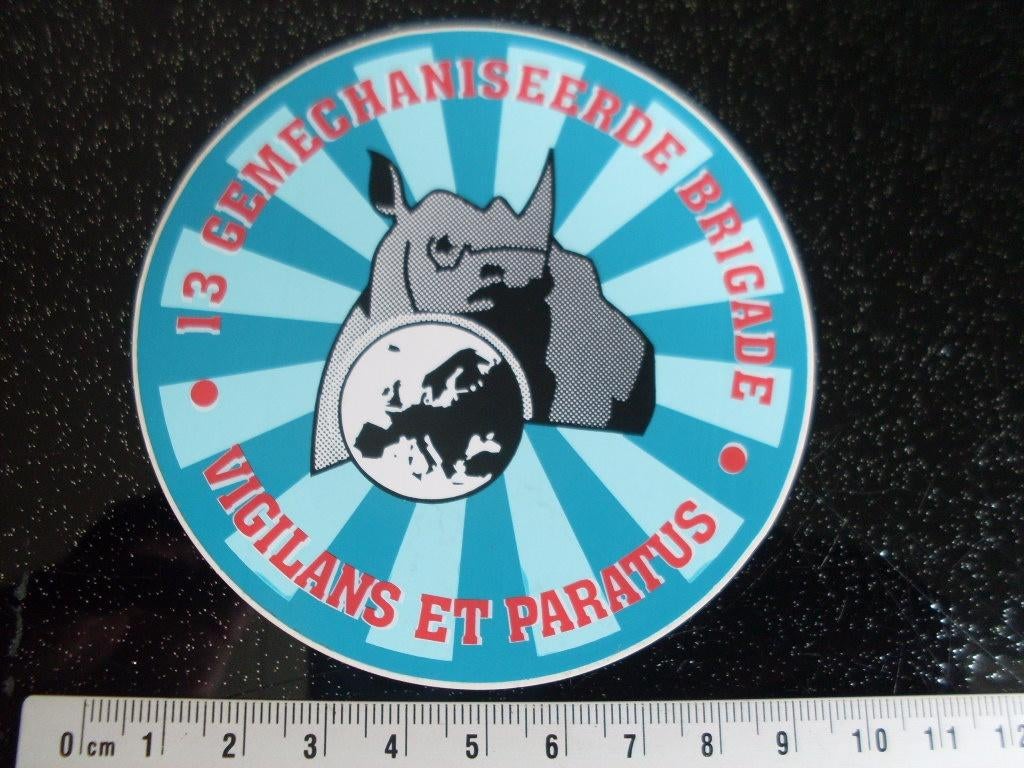 13 GEMECHANISEERDE BRIGADE
VIGILANS ET PARATUS
0 cm 1 2 3 4 5 6 7 8 9 10 11 12